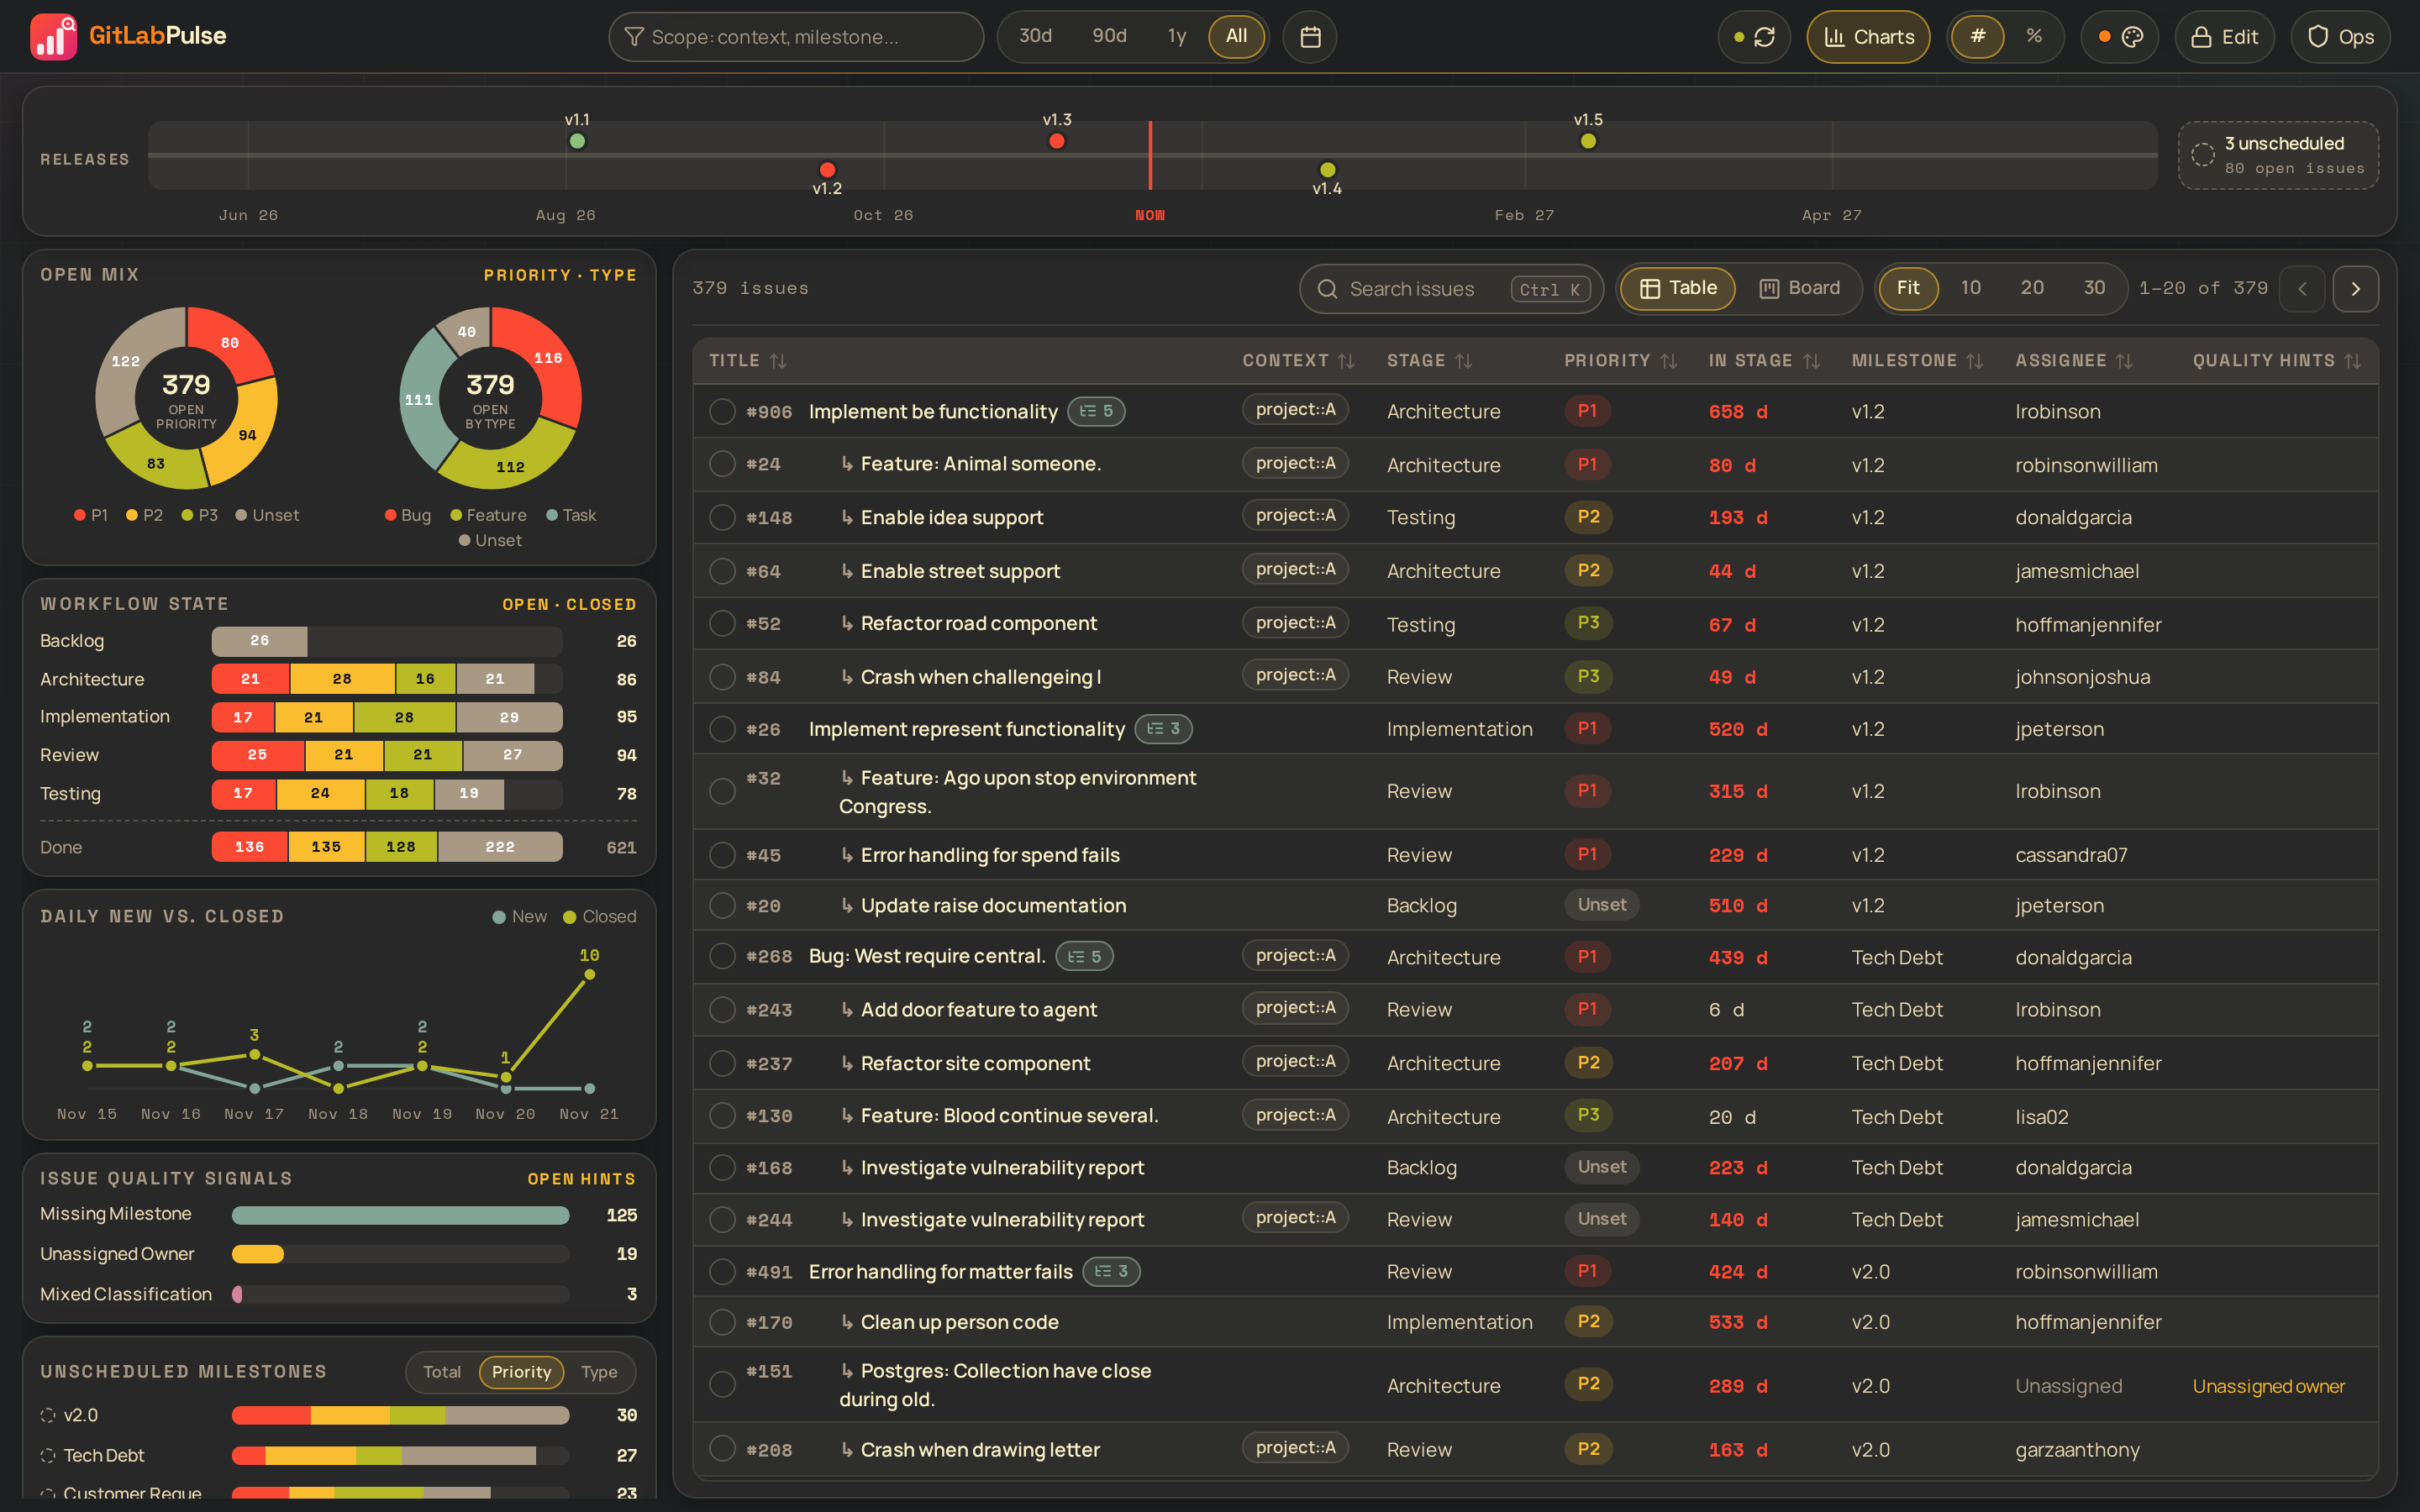 GitLabPulse
Scope: context, milestone...
30d 90d 1y All
Charts # % Edit Ops
RELEASES
v1.1 v1.3 v1.5
v1.2 v1.4
Jun 26 Aug 26 Oct 26 NOW Feb 27 Apr 27
3 unscheduled
80 open issues
OPEN MIX PRIORITY · TYPE
80
94
83
122
379
OPEN
PRIORITY
P1 P2 P3 Unset
116
112
111
40
379
OPEN
BY TYPE
Bug Feature Task
Unset
WORKFLOW STATE OPEN · CLOSED
Backlog 26 26
Architecture 21 28 16 21 86
Implementation 17 21 28 29 95
Review 25 21 21 27 94
Testing 17 24 18 19 78
Done 136 135 128 222 621
DAILY NEW VS. CLOSED New Closed
2 2 2 10
2 2 3 2 2 1
Nov 15 Nov 16 Nov 17 Nov 18 Nov 19 Nov 20 Nov 21
ISSUE QUALITY SIGNALS OPEN HINTS
Missing Milestone 125
Unassigned Owner 19
Mixed Classification 3
UNSCHEDULED MILESTONES Total Priority Type
v2.0 30
Tech Debt 27
Customer Reque 23
379 issues Search issues Ctrl K Table Board Fit 10 20 30 1–20 of 379
TITLE CONTEXT STAGE PRIORITY IN STAGE MILESTONE ASSIGNEE QUALITY HINTS
#906 Implement be functionality 5 project::A Architecture P1 658 d v1.2 lrobinson
#24 ↳ Feature: Animal someone. project::A Architecture P1 80 d v1.2 robinsonwilliam
#148 ↳ Enable idea support project::A Testing P2 193 d v1.2 donaldgarcia
#64 ↳ Enable street support project::A Architecture P2 44 d v1.2 jamesmichael
#52 ↳ Refactor road component project::A Testing P3 67 d v1.2 hoffmanjennifer
#84 ↳ Crash when challengeing l project::A Review P3 49 d v1.2 johnsonjoshua
#26 Implement represent functionality 3 Implementation P1 520 d v1.2 jpeterson
#32 ↳ Feature: Ago upon stop environment
Congress. Review P1 315 d v1.2 lrobinson
#45 ↳ Error handling for spend fails Review P1 229 d v1.2 cassandra07
#20 ↳ Update raise documentation Backlog Unset 510 d v1.2 jpeterson
#268 Bug: West require central. 5 project::A Architecture P1 439 d Tech Debt donaldgarcia
#243 ↳ Add door feature to agent project::A Review P1 6 d Tech Debt lrobinson
#237 ↳ Refactor site component project::A Architecture P2 207 d Tech Debt hoffmanjennifer
#130 ↳ Feature: Blood continue several. project::A Architecture P3 20 d Tech Debt lisa02
#168 ↳ Investigate vulnerability report Backlog Unset 223 d Tech Debt donaldgarcia
#244 ↳ Investigate vulnerability report project::A Review Unset 140 d Tech Debt jamesmichael
#491 Error handling for matter fails 3 Review P1 424 d v2.0 robinsonwilliam
#170 ↳ Clean up person code Implementation P2 533 d v2.0 hoffmanjennifer
#151 ↳ Postgres: Collection have close
during old. Architecture P2 289 d v2.0 Unassigned Unassigned owner
#208 ↳ Crash when drawing letter project::A Review P2 163 d v2.0 garzaanthony